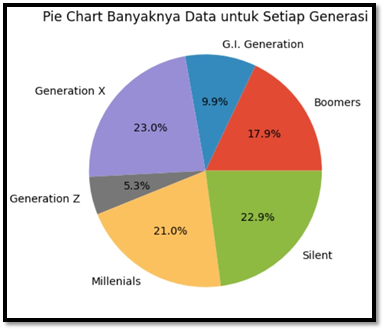 Pie Chart Banyaknya Data untuk Setiap Generasi
G.I. Generation
9.9%
Boomers
17.9%
Generation X
23.0%
Generation Z
5.3%
Millenials
21.0%
Silent
22.9%